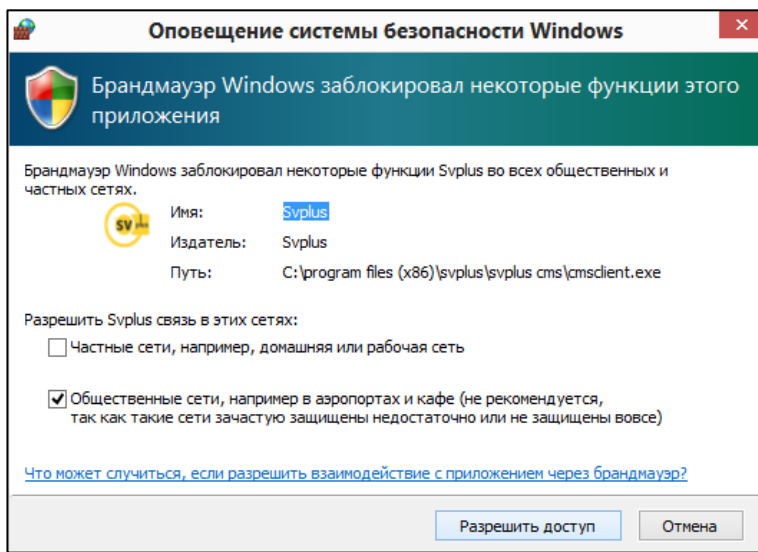 Оповещение системы безопасности Windows
Брандмауэр Windows заблокировал некоторые функции этого
приложения
Брандмауэр Windows заблокировал некоторые функции Svplus во всех общественных и
частных сетях.
SV plus
Имя: Svplus
Издатель: Svplus
Путь: C:\program files (x86)\svplus\svplus cms\cmsclient.exe
Разрешить Svplus связь в этих сетях:
Частные сети, например, домашняя или рабочая сеть
Общественные сети, например в аэропортах и кафе (не рекомендуется,
так как такие сети зачастую защищены недостаточно или не защищены вовсе)
Что может случиться, если разрешить взаимодействие с приложением через брандмауэр?
Разрешить доступ Отмена